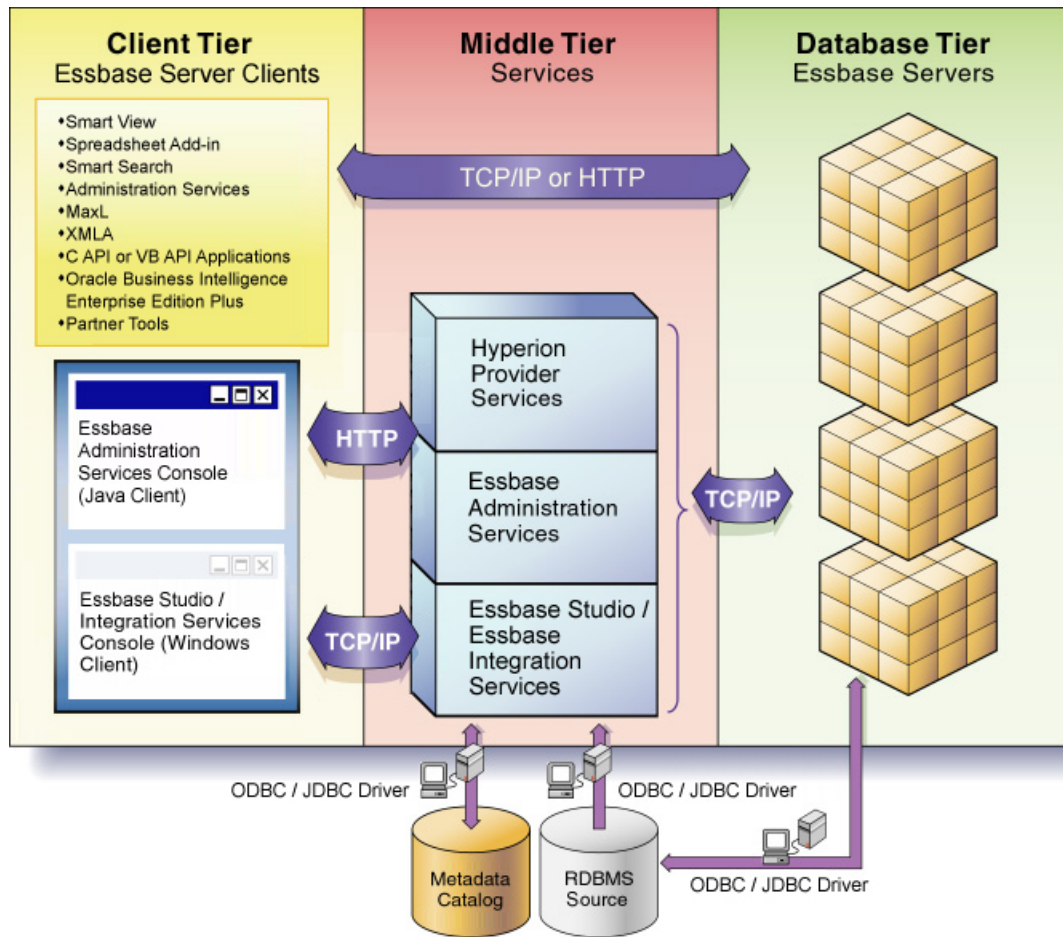 Client Tier
Essbase Server Clients
Middle Tier
Services
Database Tier
Essbase Servers
◆Smart View
◆Spreadsheet Add-in
◆Smart Search
◆Administration Services
◆MaxL
◆XMLA
◆C API or VB API Applications
◆Oracle Business Intelligence
Enterprise Edition Plus
◆Partner Tools
TCP/IP or HTTP
Essbase
Administration
Services Console
(Java Client)
Essbase Studio /
Integration Services
Console (Windows
Client)
HTTP
TCP/IP
Hyperion
Provider
Services
Essbase
Administration
Services
Essbase Studio /
Essbase
Integration
Services
TCP/IP
ODBC / JDBC Driver
ODBC / JDBC Driver
Metadata
Catalog
RDBMS
Source
ODBC / JDBC Driver